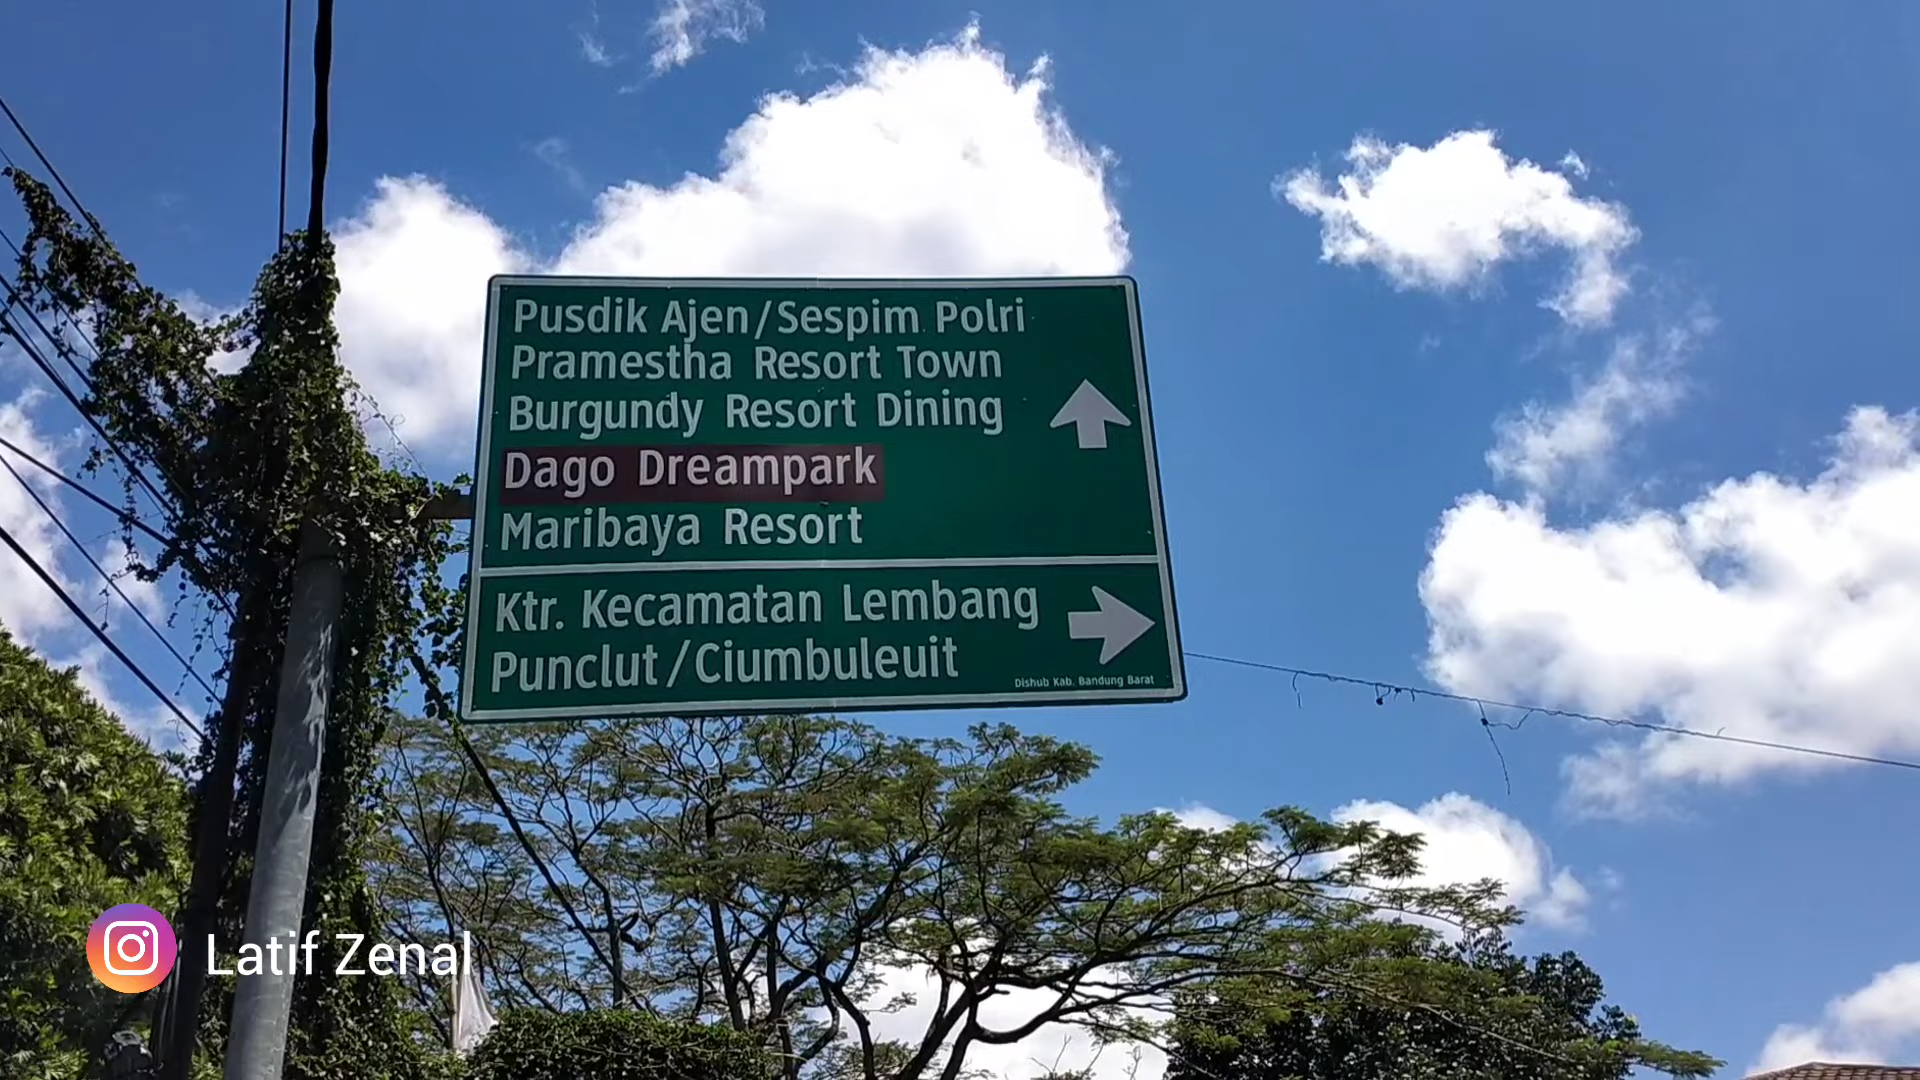 Pusdik Ajen/Sespim Polri
Pramestha Resort Town
Burgundy Resort Dining
Dago Dreampark
Maribaya Resort
Ktr. Kecamatan Lembang
Punclut/Ciumbuleuit
Dishub Kab. Bandung Barat
Latif Zenal